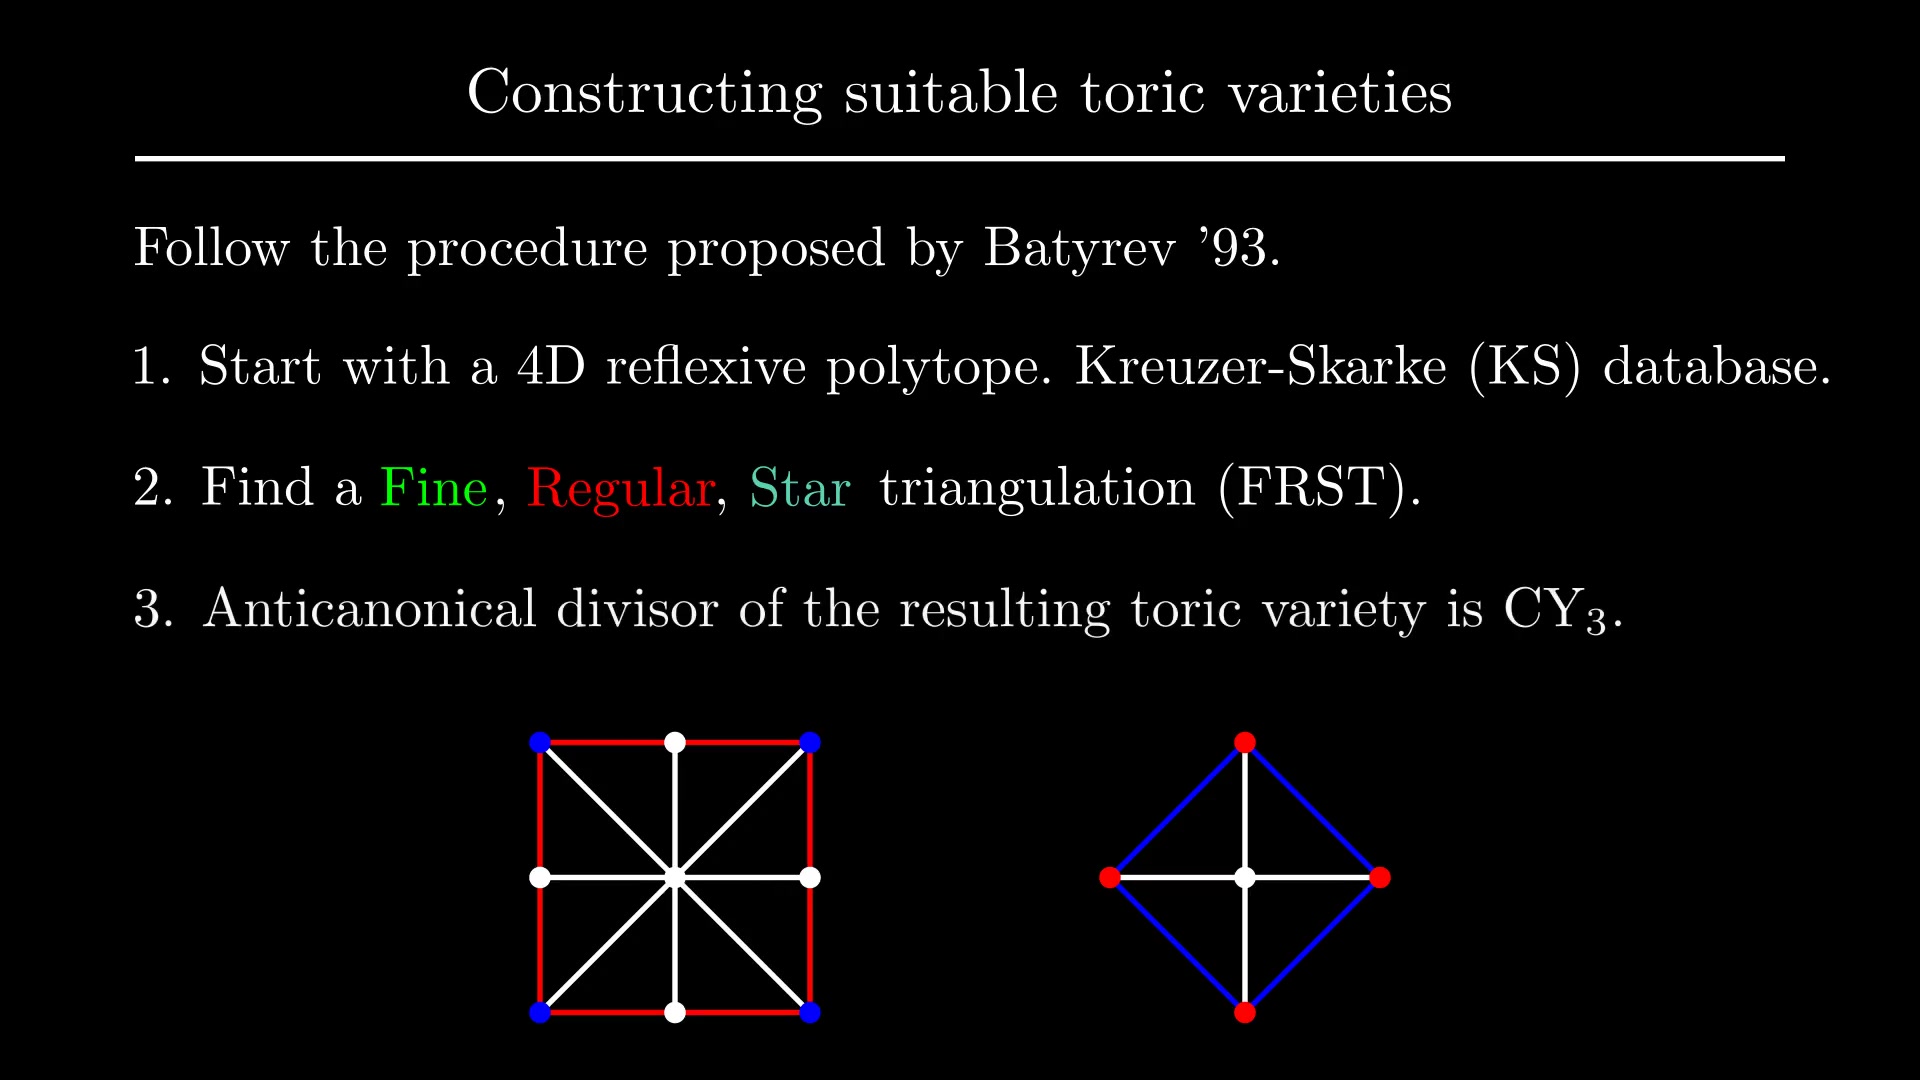 Constructing suitable toric varieties
Follow the procedure proposed by Batyrev ’93.
1. Start with a 4D reflexive polytope. Kreuzer-Skarke (KS) database.
2. Find a Fine, Regular, Star triangulation (FRST).
3. Anticanonical divisor of the resulting toric variety is CY₃.